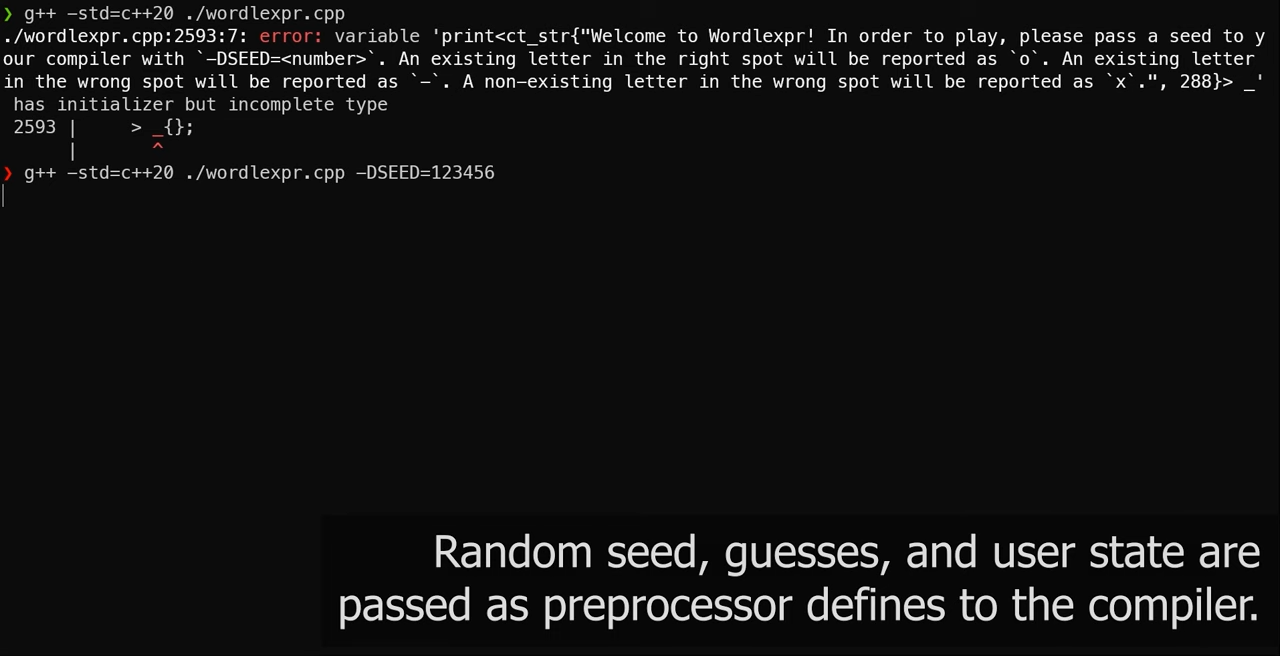 ❯ g++ -std=c++20 ./wordlexpr.cpp
./wordlexpr.cpp:2593:7: error: variable 'print<ct_str{"Welcome to Wordlexpr! In order to play, please pass a seed to y
our compiler with `-DSEED=<number>`. An existing letter in the right spot will be reported as `o`. An existing letter
in the wrong spot will be reported as `-`. A non-existing letter in the wrong spot will be reported as `x`.", 288}> _'
 has initializer but incomplete type
 2593 |     > _{};
      |       ^
❯ g++ -std=c++20 ./wordlexpr.cpp -DSEED=123456
Random seed, guesses, and user state are
passed as preprocessor defines to the compiler.